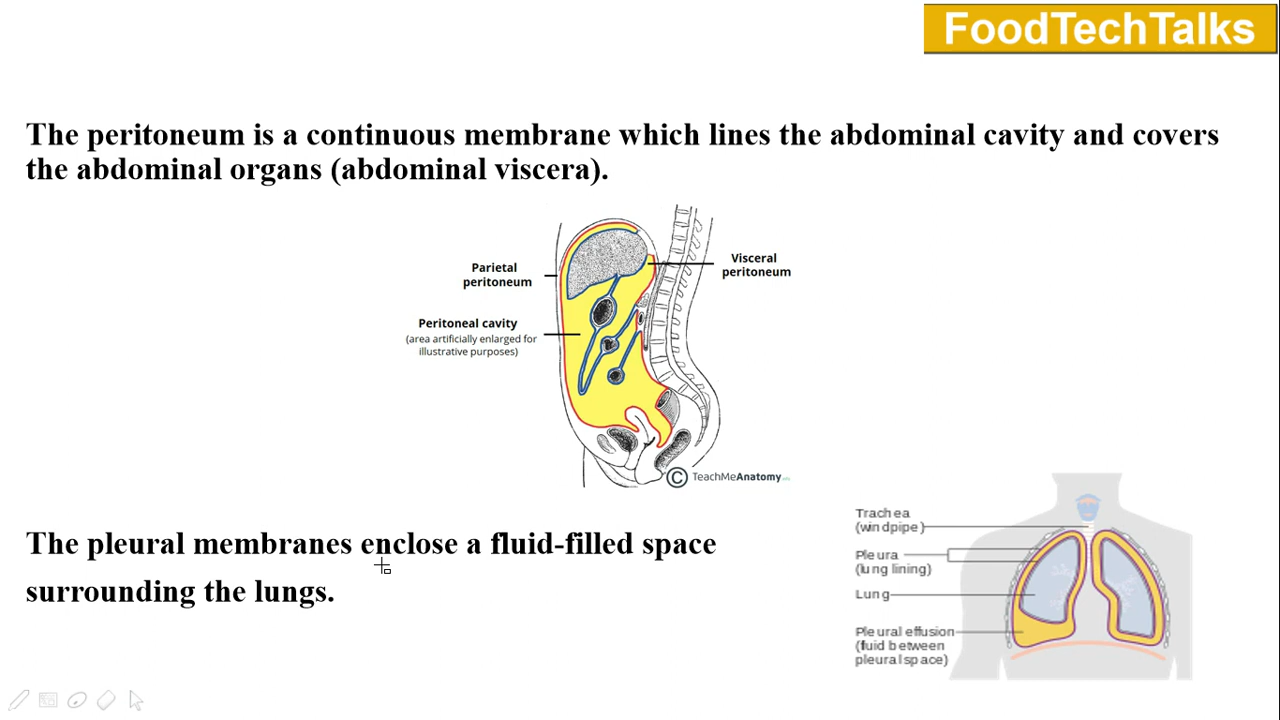 FoodTechTalks
The peritoneum is a continuous membrane which lines the abdominal cavity and covers
the abdominal organs (abdominal viscera).
Parietal
peritoneum
Visceral
peritoneum
Peritoneal cavity
(area artificially enlarged for
illustrative purposes)
© TeachMeAnatomy
The pleural membranes enclose a fluid-filled space
surrounding the lungs.
Trachea
(windpipe)
Pleura
(lung lining)
Lung
Pleural effusion
(fluid between
pleural space)